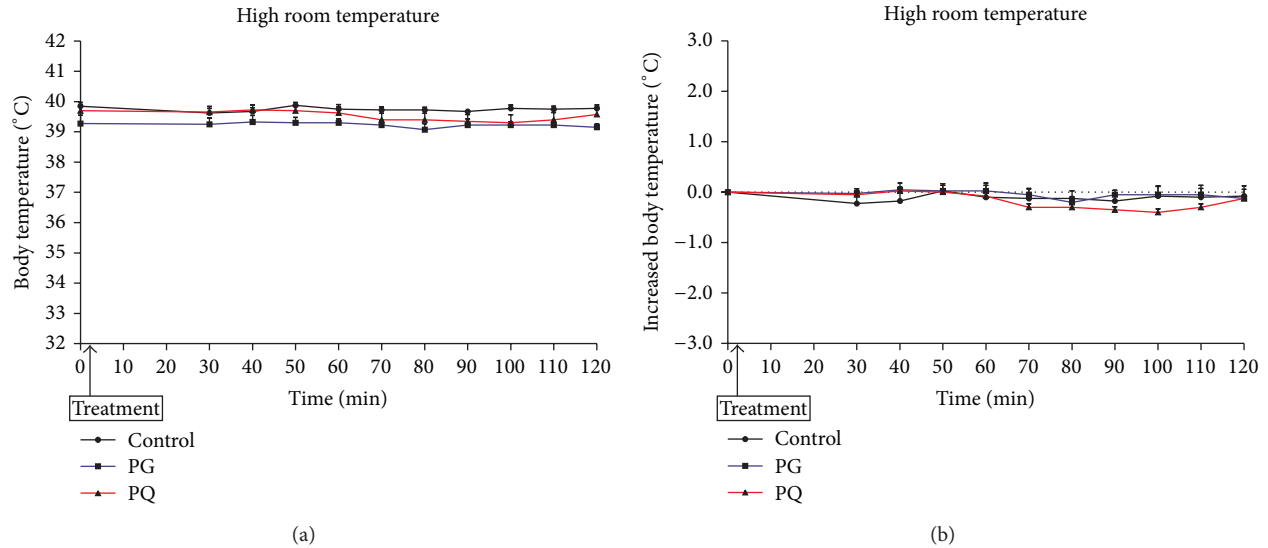 High room temperature
Body temperature (°C)
42
41
40
39
38
37
36
35
34
33
32
0 10 20 30 40 50 60 70 80 90 100 110 120
Time (min)
Treatment
Control
PG
PQ
(a)
High room temperature
Increased body temperature (°C)
3.0
2.0
1.0
0.0
−1.0
−2.0
−3.0
0 10 20 30 40 50 60 70 80 90 100 110 120
Time (min)
Treatment
Control
PG
PQ
(b)